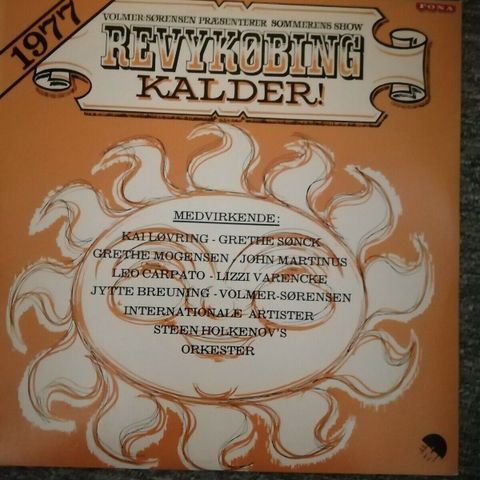 1977
FONA
VOLMER-SØRENSEN PRÆSENTERER SOMMERENS SHOW
REVYKØBING
KALDER!
MEDVIRKENDE:
KAI LØVRING - GRETHE SØNCK
GRETHE MOGENSEN - JOHN MARTINUS
LEO CARPATO - LIZZI VARENCKE
JYTTE BREUNING - VOLMER-SØRENSEN
INTERNATIONALE ARTISTER
STEEN HOLKENOV'S
ORKESTER